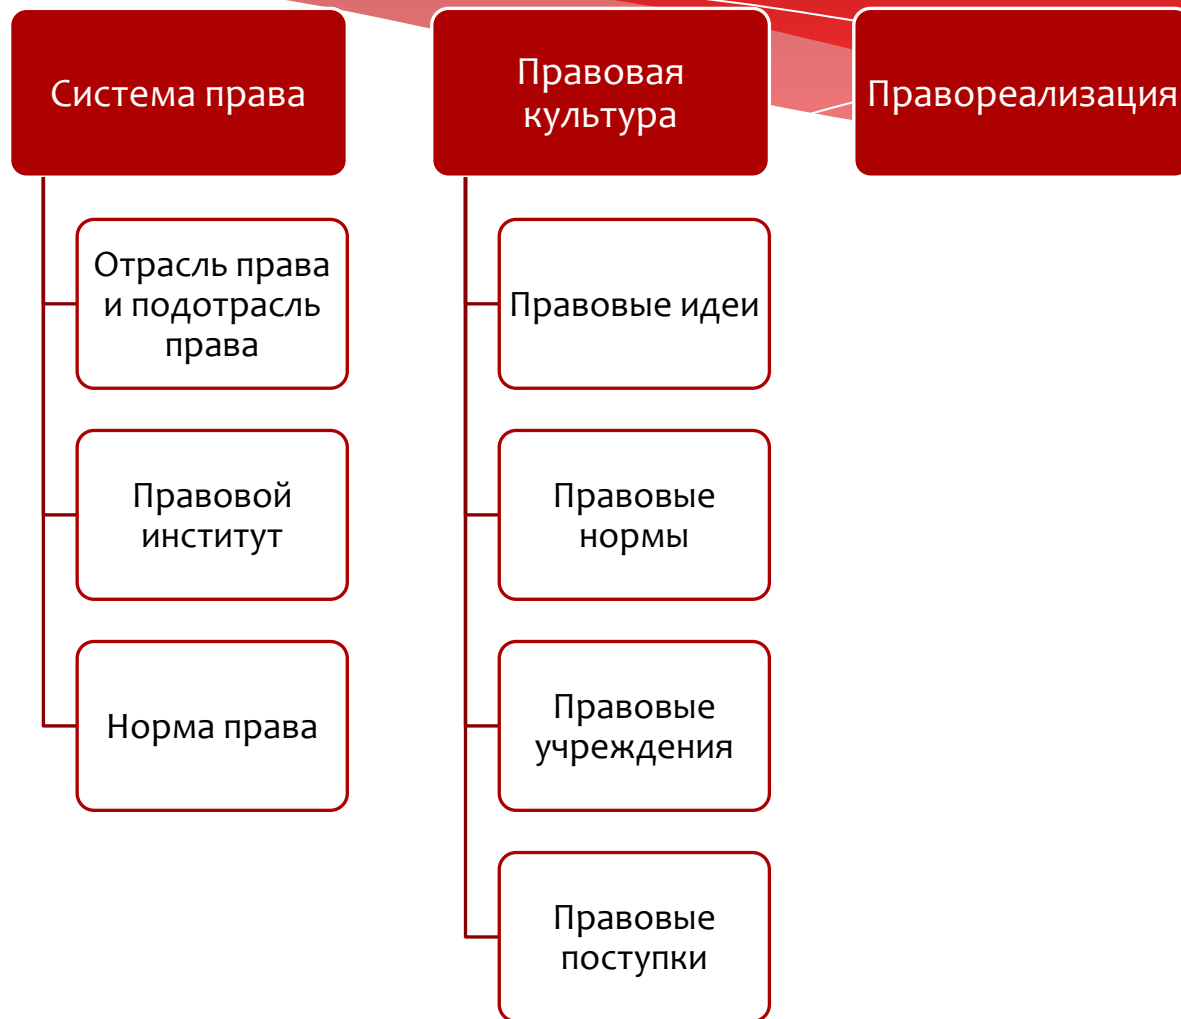 Система права
Отрасль права
и подотрасль
права
Правовой
институт
Норма права
Правовая
культура
Правовые идеи
Правовые
нормы
Правовые
учреждения
Правовые
поступки
Правореализация